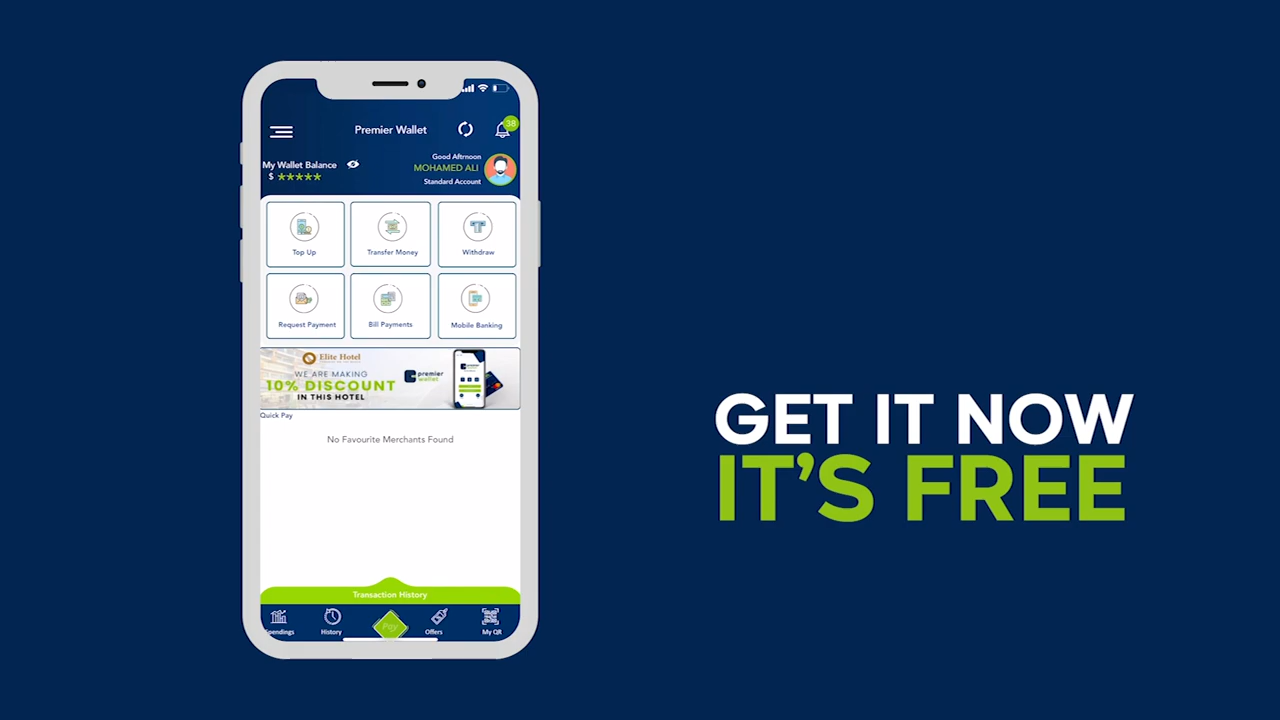 Premier Wallet
38
My Wallet Balance
$ *****
Good Aftrnoon
MOHAMED ALI
Standard Account
Top Up
Transfer Money
Withdraw
Request Payment
Bill Payments
Mobile Banking
Elite Hotel
WE ARE MAKING
10% DISCOUNT
IN THIS HOTEL
premier
wallet
Quick Pay
No Favourite Merchants Found
Transaction History
Spendings
History
Pay
Offers
My QR
GET IT NOW
IT'S FREE